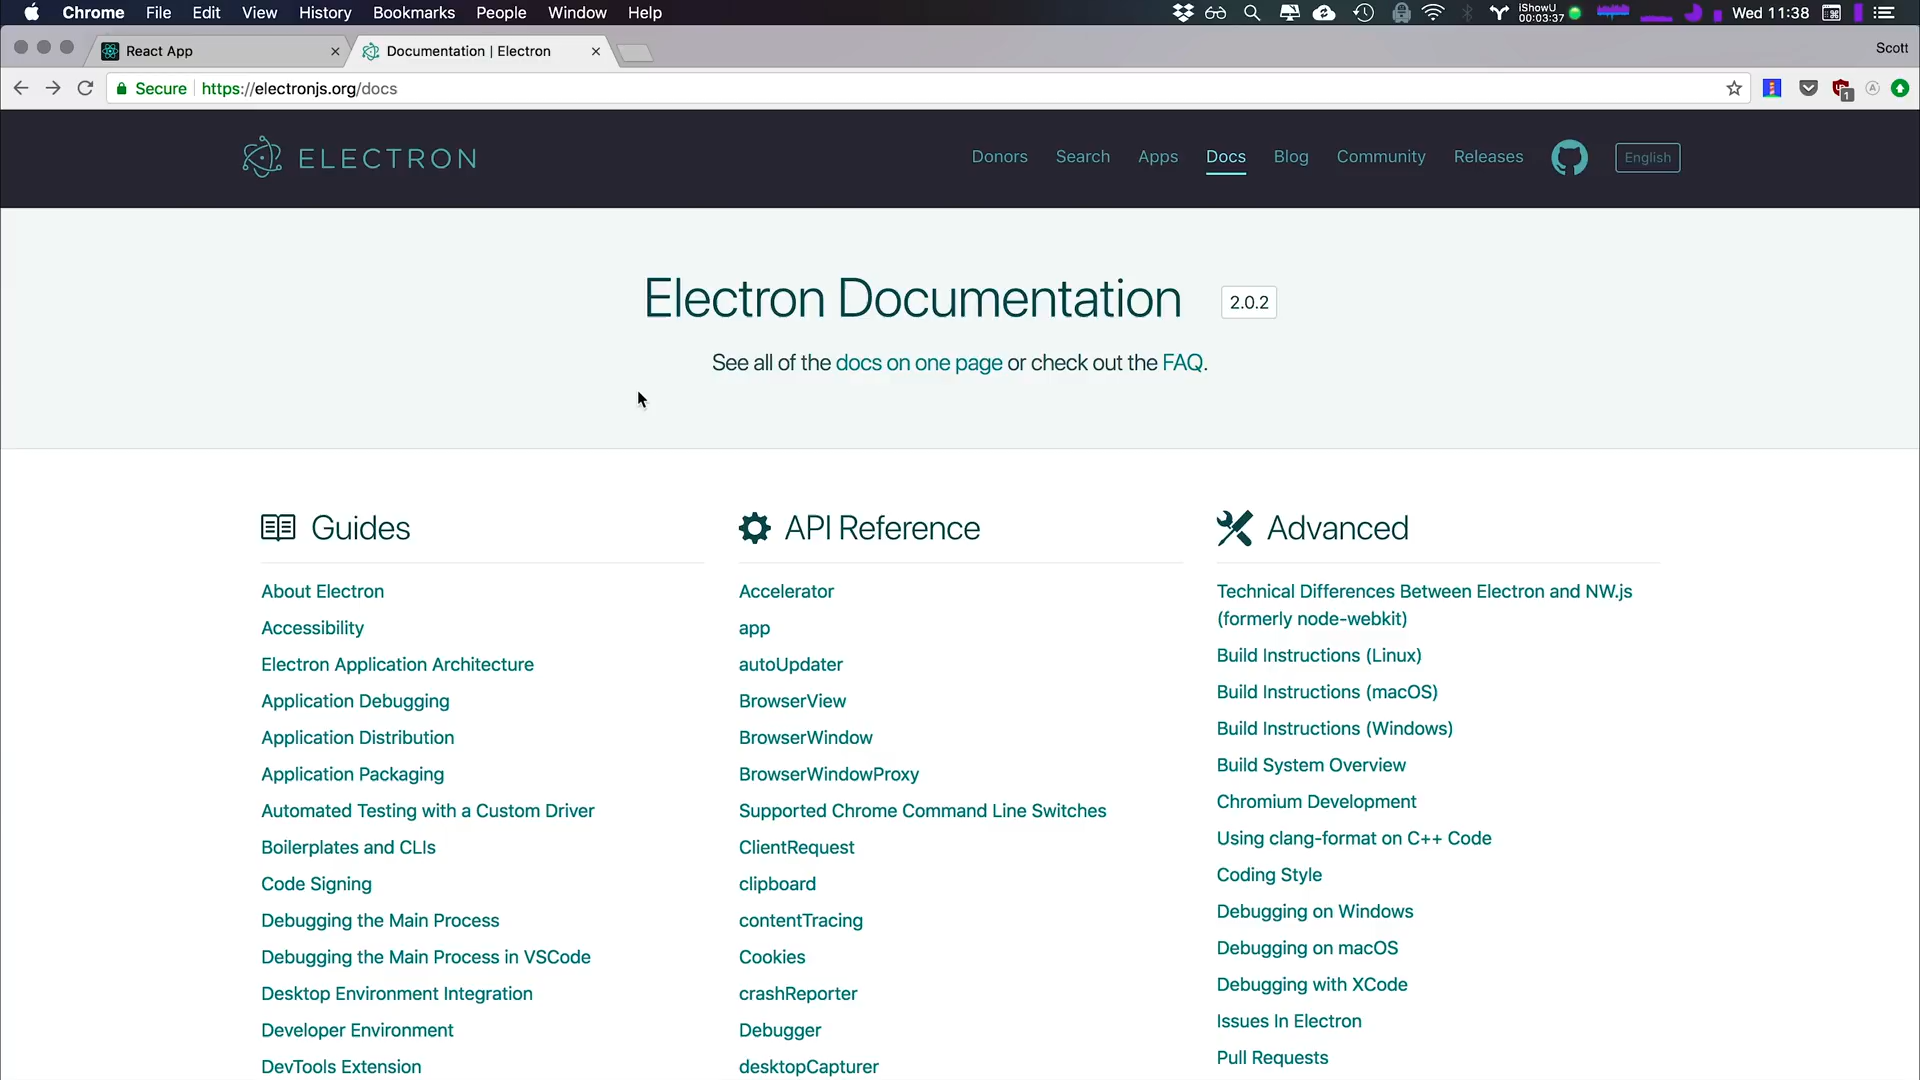 Chrome File Edit View History Bookmarks People Window Help
iShowU
00:03:37
Wed 11:38
React App
Documentation | Electron
Scott
Secure https://electronjs.org/docs
1
ELECTRON
Donors Search Apps Docs Blog Community Releases English
Electron Documentation 2.0.2
See all of the docs on one page or check out the FAQ.
Guides
About Electron
Accessibility
Electron Application Architecture
Application Debugging
Application Distribution
Application Packaging
Automated Testing with a Custom Driver
Boilerplates and CLIs
Code Signing
Debugging the Main Process
Debugging the Main Process in VSCode
Desktop Environment Integration
Developer Environment
DevTools Extension
API Reference
Accelerator
app
autoUpdater
BrowserView
BrowserWindow
BrowserWindowProxy
Supported Chrome Command Line Switches
ClientRequest
clipboard
contentTracing
Cookies
crashReporter
Debugger
desktopCapturer
Advanced
Technical Differences Between Electron and NW.js
(formerly node-webkit)
Build Instructions (Linux)
Build Instructions (macOS)
Build Instructions (Windows)
Build System Overview
Chromium Development
Using clang-format on C++ Code
Coding Style
Debugging on Windows
Debugging on macOS
Debugging with XCode
Issues In Electron
Pull Requests